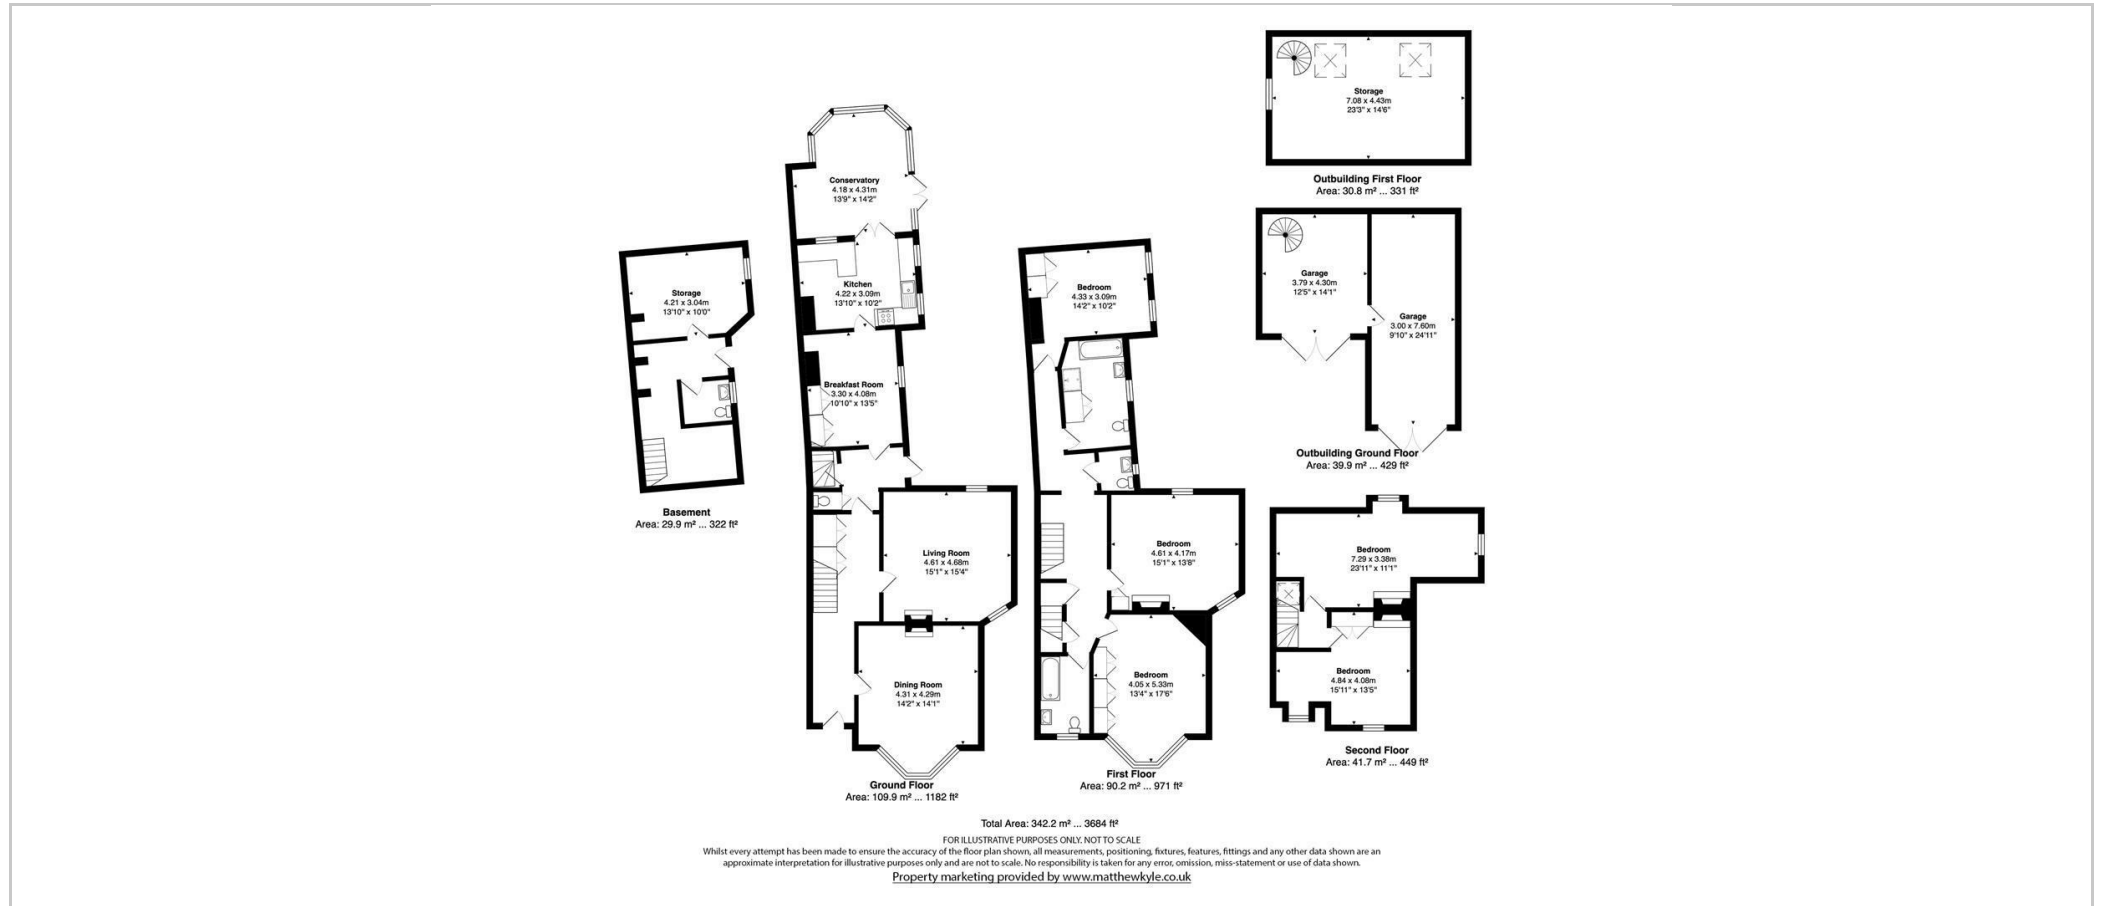 Storage
7.08 x 4.43m
23'3" x 14'6"
Outbuilding First Floor
Area: 30.8 m² ... 331 ft²
Conservatory
4.18 x 4.31m
13'9" x 14'2"
Garage
3.79 x 4.30m
12'5" x 14'1"
Garage
3.00 x 7.60m
9'10" x 24'11"
Outbuilding Ground Floor
Area: 39.9 m² ... 429 ft²
Storage
4.21 x 3.04m
13'10" x 10'0"
Basement
Area: 29.9 m² ... 322 ft²
Kitchen
4.22 x 3.09m
13'10" x 10'2"
Breakfast Room
3.30 x 4.08m
10'10" x 13'5"
Living Room
4.61 x 4.68m
15'1" x 15'4"
Dining Room
4.31 x 4.29m
14'2" x 14'1"
Ground Floor
Area: 109.9 m² ... 1182 ft²
Bedroom
4.33 x 3.09m
14'2" x 10'2"
Bedroom
4.61 x 4.17m
15'1" x 13'8"
Bedroom
4.05 x 5.33m
13'4" x 17'6"
First Floor
Area: 90.2 m² ... 971 ft²
Bedroom
7.29 x 3.38m
23'11" x 11'1"
Bedroom
4.84 x 4.08m
15'11" x 13'5"
Second Floor
Area: 41.7 m² ... 449 ft²
Total Area: 342.2 m² ... 3684 ft²
FOR ILLUSTRATIVE PURPOSES ONLY. NOT TO SCALE
Whilst every attempt has been made to ensure the accuracy of the floor plan shown, all measurements, positioning, fixtures, features, fittings and any other data shown are an
approximate interpretation for illustrative purposes only and are not to scale. No responsibility is taken for any error, omission, miss-statement or use of data shown.
Property marketing provided by www.matthewkyle.co.uk